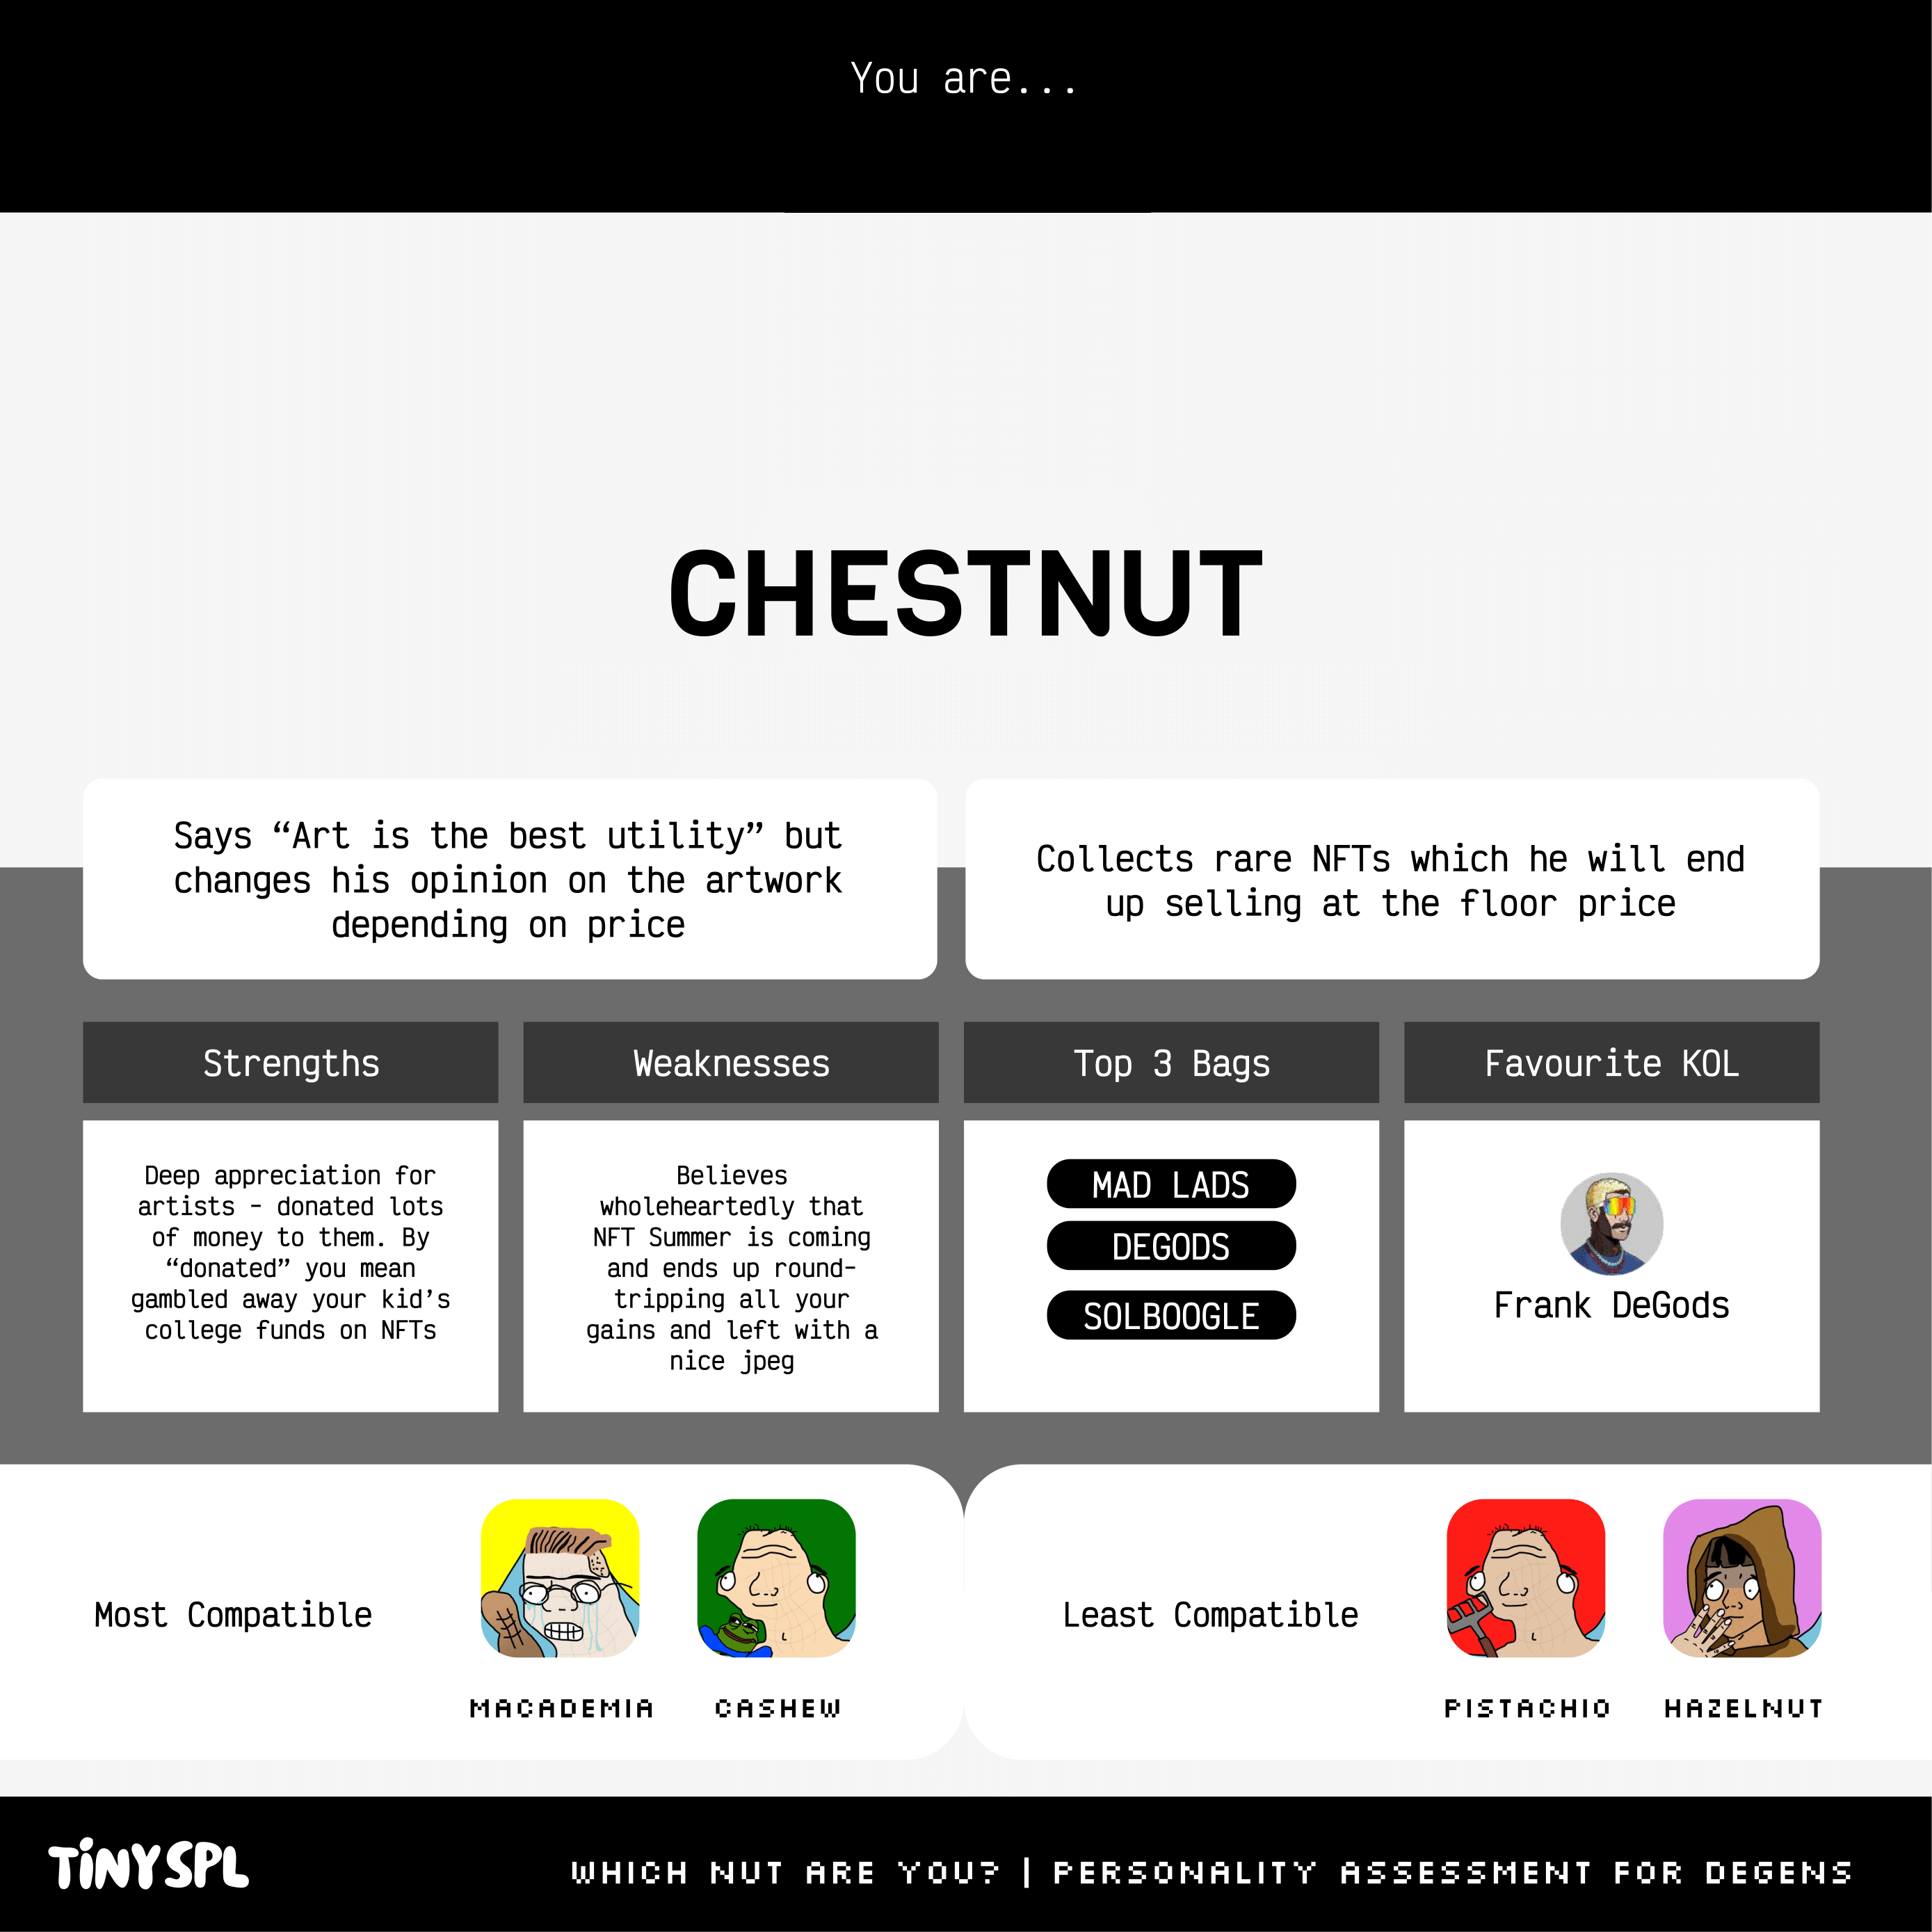 You are...
CHESTNUT
Says “Art is the best utility” but
changes his opinion on the artwork
depending on price
Collects rare NFTs which he will end
up selling at the floor price
Strengths
Deep appreciation for
artists - donated lots
of money to them. By
“donated” you mean
gambled away your kid’s
college funds on NFTs
Weaknesses
Believes
wholeheartedly that
NFT Summer is coming
and ends up round-
tripping all your
gains and left with a
nice jpeg
Top 3 Bags
MAD LADS
DEGODS
SOLBOOGLE
Favourite KOL
Frank DeGods
Most Compatible
MACADEMIA
CASHEW
Least Compatible
PISTACHIO
HAZELNUT
TiNY SPL
WHICH NUT ARE YOU? | PERSONALITY ASSESSMENT FOR DEGENS